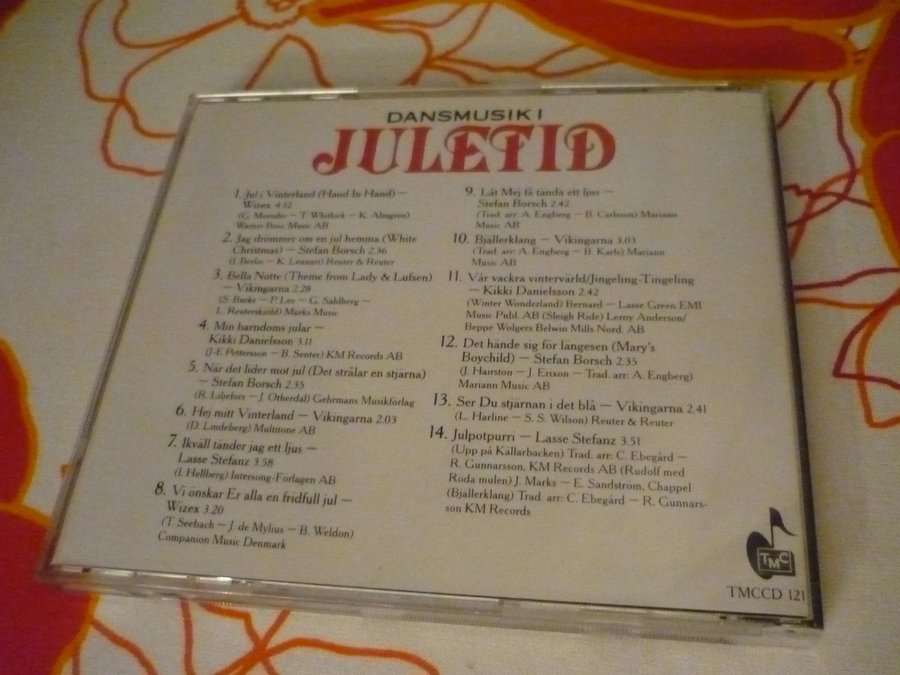 DANSMUSIK I
JULETID
1. Jul i Vinterland (Hand In Hand) –
Wizex 4.12
(G. Moroder – T. Whitlock – K. Almgren)
Warner Bros. Music AB
2. Jag drömmer om en jul hemma (White
Christmas) – Stefan Borsch 2.36
(I. Berlin – K. Lennart) Reuter & Reuter
3. Bella Notte (Theme from Lady & Lufsen)
– Vikingarna 2.28
(S. Burke – P. Lee – G. Sahlberg –
L. Reuterskiöld) Murks Music
4. Min barndoms jular –
Kikki Danielsson 3.11
(J-E. Pettersson – B. Senter) KM Records AB
5. När det lider mot jul (Det strålar en stjärna)
– Stefan Borsch 2.35
(R. Liljefors – J. Otherdal) Gehrmans Musikförlag
6. Hej mitt Vinterland – Vikingarna 2.03
(D. Lindeberg) Multitone AB
7. Ikväll tänder jag ett ljus –
Lasse Stefanz 3.38
(I. Hellberg) Intersong-Förlagen AB
8. Vi önskar Er alla en fridfull jul –
Wizex 3.20
(T. Seebach – J. de Mylius – B. Weldon)
Companion Music Denmark
9. Låt Mej få tända ett ljus –
Stefan Borsch 2.42
(Trad. arr: A. Engberg – B. Carlsson) Mariann
Music AB
10. Bjällerklang – Vikingarna 3.03
(Trad. arr: A. Engberg – B. Karls) Mariann
Music AB
11. Vår vackra vintervärld/Jingeling-Tingeling
– Kikki Danielsson 2.42
(Winter Wonderland) Bernard – Lasse Green EMI
Music Publ. AB (Sleigh Ride) Leroy Anderson/
Beppe Wolgers Belwin Mills Nord. AB
12. Det hände sig för längesen (Mary's
Boychild) – Stefan Borsch 2.35
(J. Hairston – J. Erixon – Trad. arr: A. Engberg)
Mariann Music AB
13. Ser Du stjärnan i det blå – Vikingarna 2.41
(L. Harline – S. S. Wilson) Reuter & Reuter
14. Julpotpurri – Lasse Stefanz 3.51
(Upp på Källarbacken) Trad. arr: C. Ebegård –
R. Gunnarsson, KM Records AB (Rudolf med
Röda mulen) J. Marks – E. Sandström, Chappel
(Bjällerklang) Trad. arr: C. Ebegård – R. Gunnars-
son KM Records
TMC
TMCCD 121